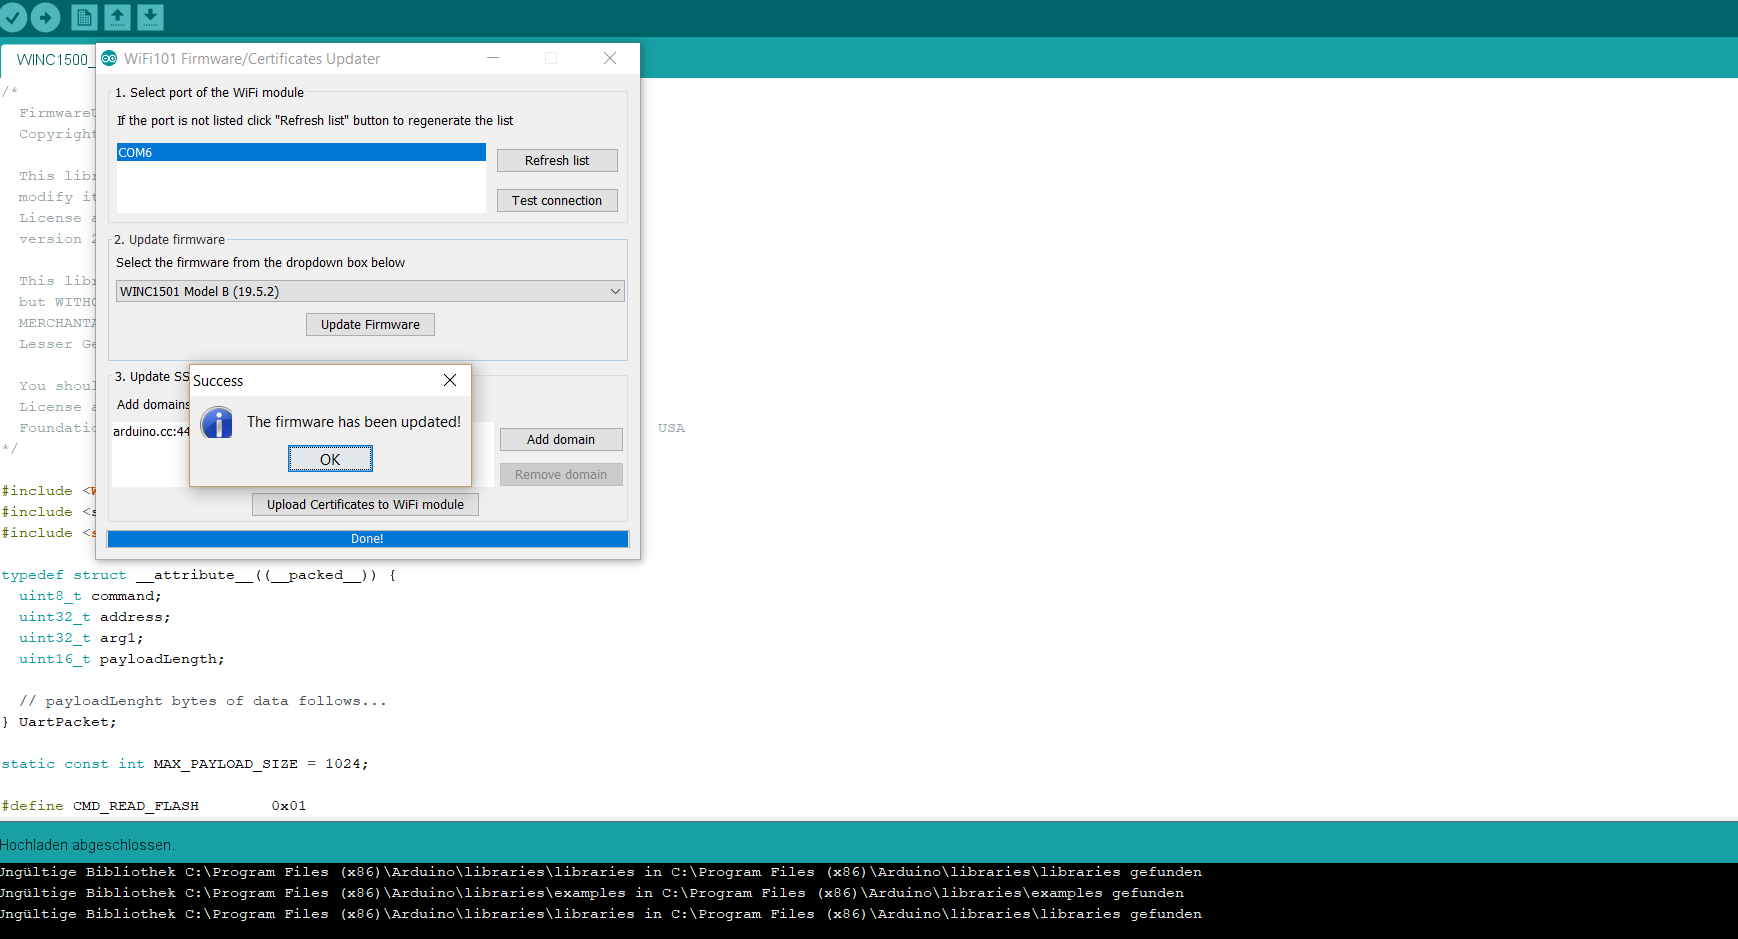 WINC1500_
WiFi101 Firmware/Certificates Updater
1. Select port of the WiFi module
If the port is not listed click "Refresh list" button to regenerate the list
COM6
Refresh list
Test connection
2. Update firmware
Select the firmware from the dropdown box below
WINC1501 Model B (19.5.2)
Update Firmware
3. Update SS
Add domains
arduino.cc:44
Add domain
Remove domain
Upload Certificates to WiFi module
Done!
Success
The firmware has been updated!
OK
/*
Firmware
Copyright
This lib
modify it
License a
version 2
This lib
but WITHO
MERCHANTA
Lesser Ge
You shou
License a
Foundatio
USA
*/
#include <W
#include <s
#include <s
typedef struct __attribute__((__packed__)) {
uint8_t command;
uint32_t address;
uint32_t arg1;
uint16_t payloadLength;
// payloadLenght bytes of data follows...
} UartPacket;
static const int MAX_PAYLOAD_SIZE = 1024;
#define CMD_READ_FLASH 0x01
Hochladen abgeschlossen.
Ungültige Bibliothek C:\Program Files (x86)\Arduino\libraries\libraries in C:\Program Files (x86)\Arduino\libraries\libraries gefunden
Ungültige Bibliothek C:\Program Files (x86)\Arduino\libraries\examples in C:\Program Files (x86)\Arduino\libraries\examples gefunden
Ungültige Bibliothek C:\Program Files (x86)\Arduino\libraries\libraries in C:\Program Files (x86)\Arduino\libraries\libraries gefunden